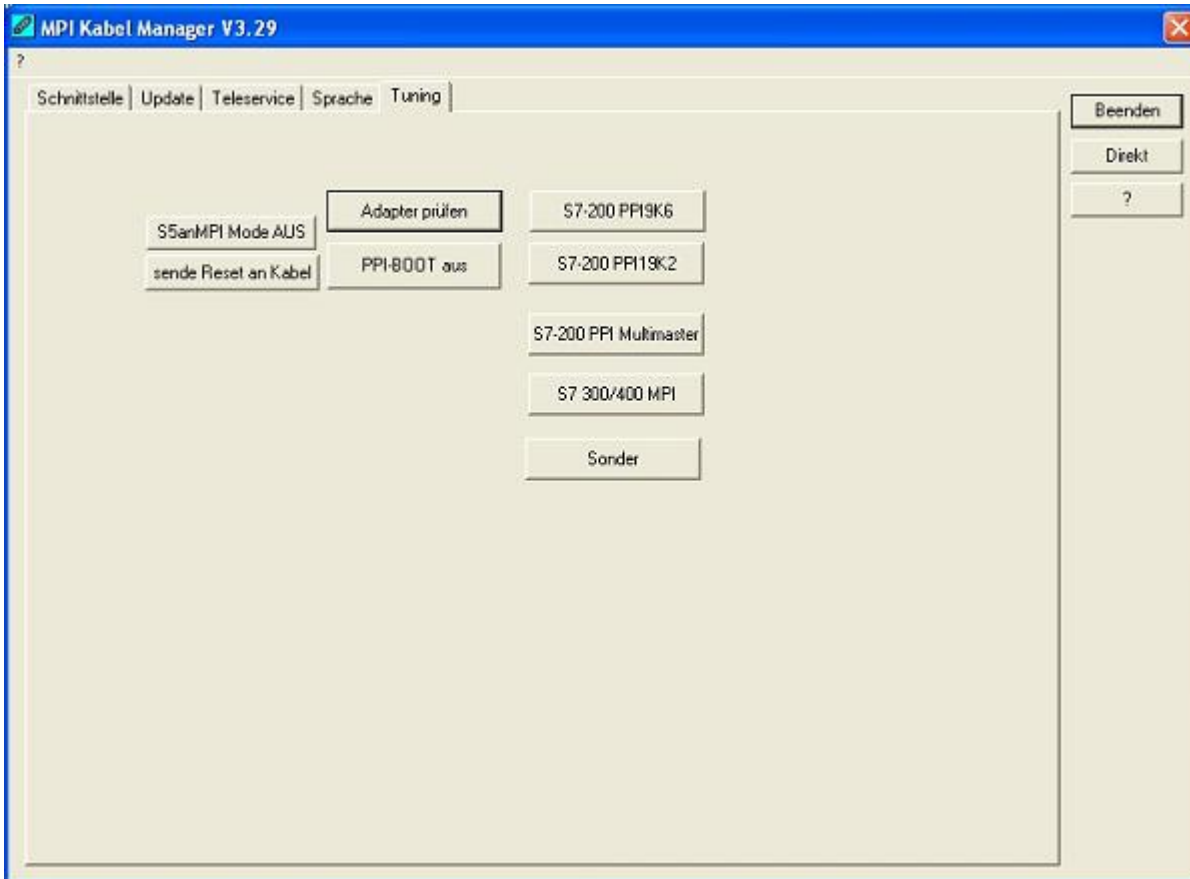 MPI Kabel Manager V3.29
?
Schnittstelle
Update
Teleservice
Sprache
Tuning
Beenden
Direkt
?
Adapter prüfen
S7-200 PPI9K6
S5anMPI Mode AUS
sende Reset an Kabel
PPI-BOOT aus
S7-200 PPI19K2
S7-200 PPI Multimaster
S7 300/400 MPI
Sonder